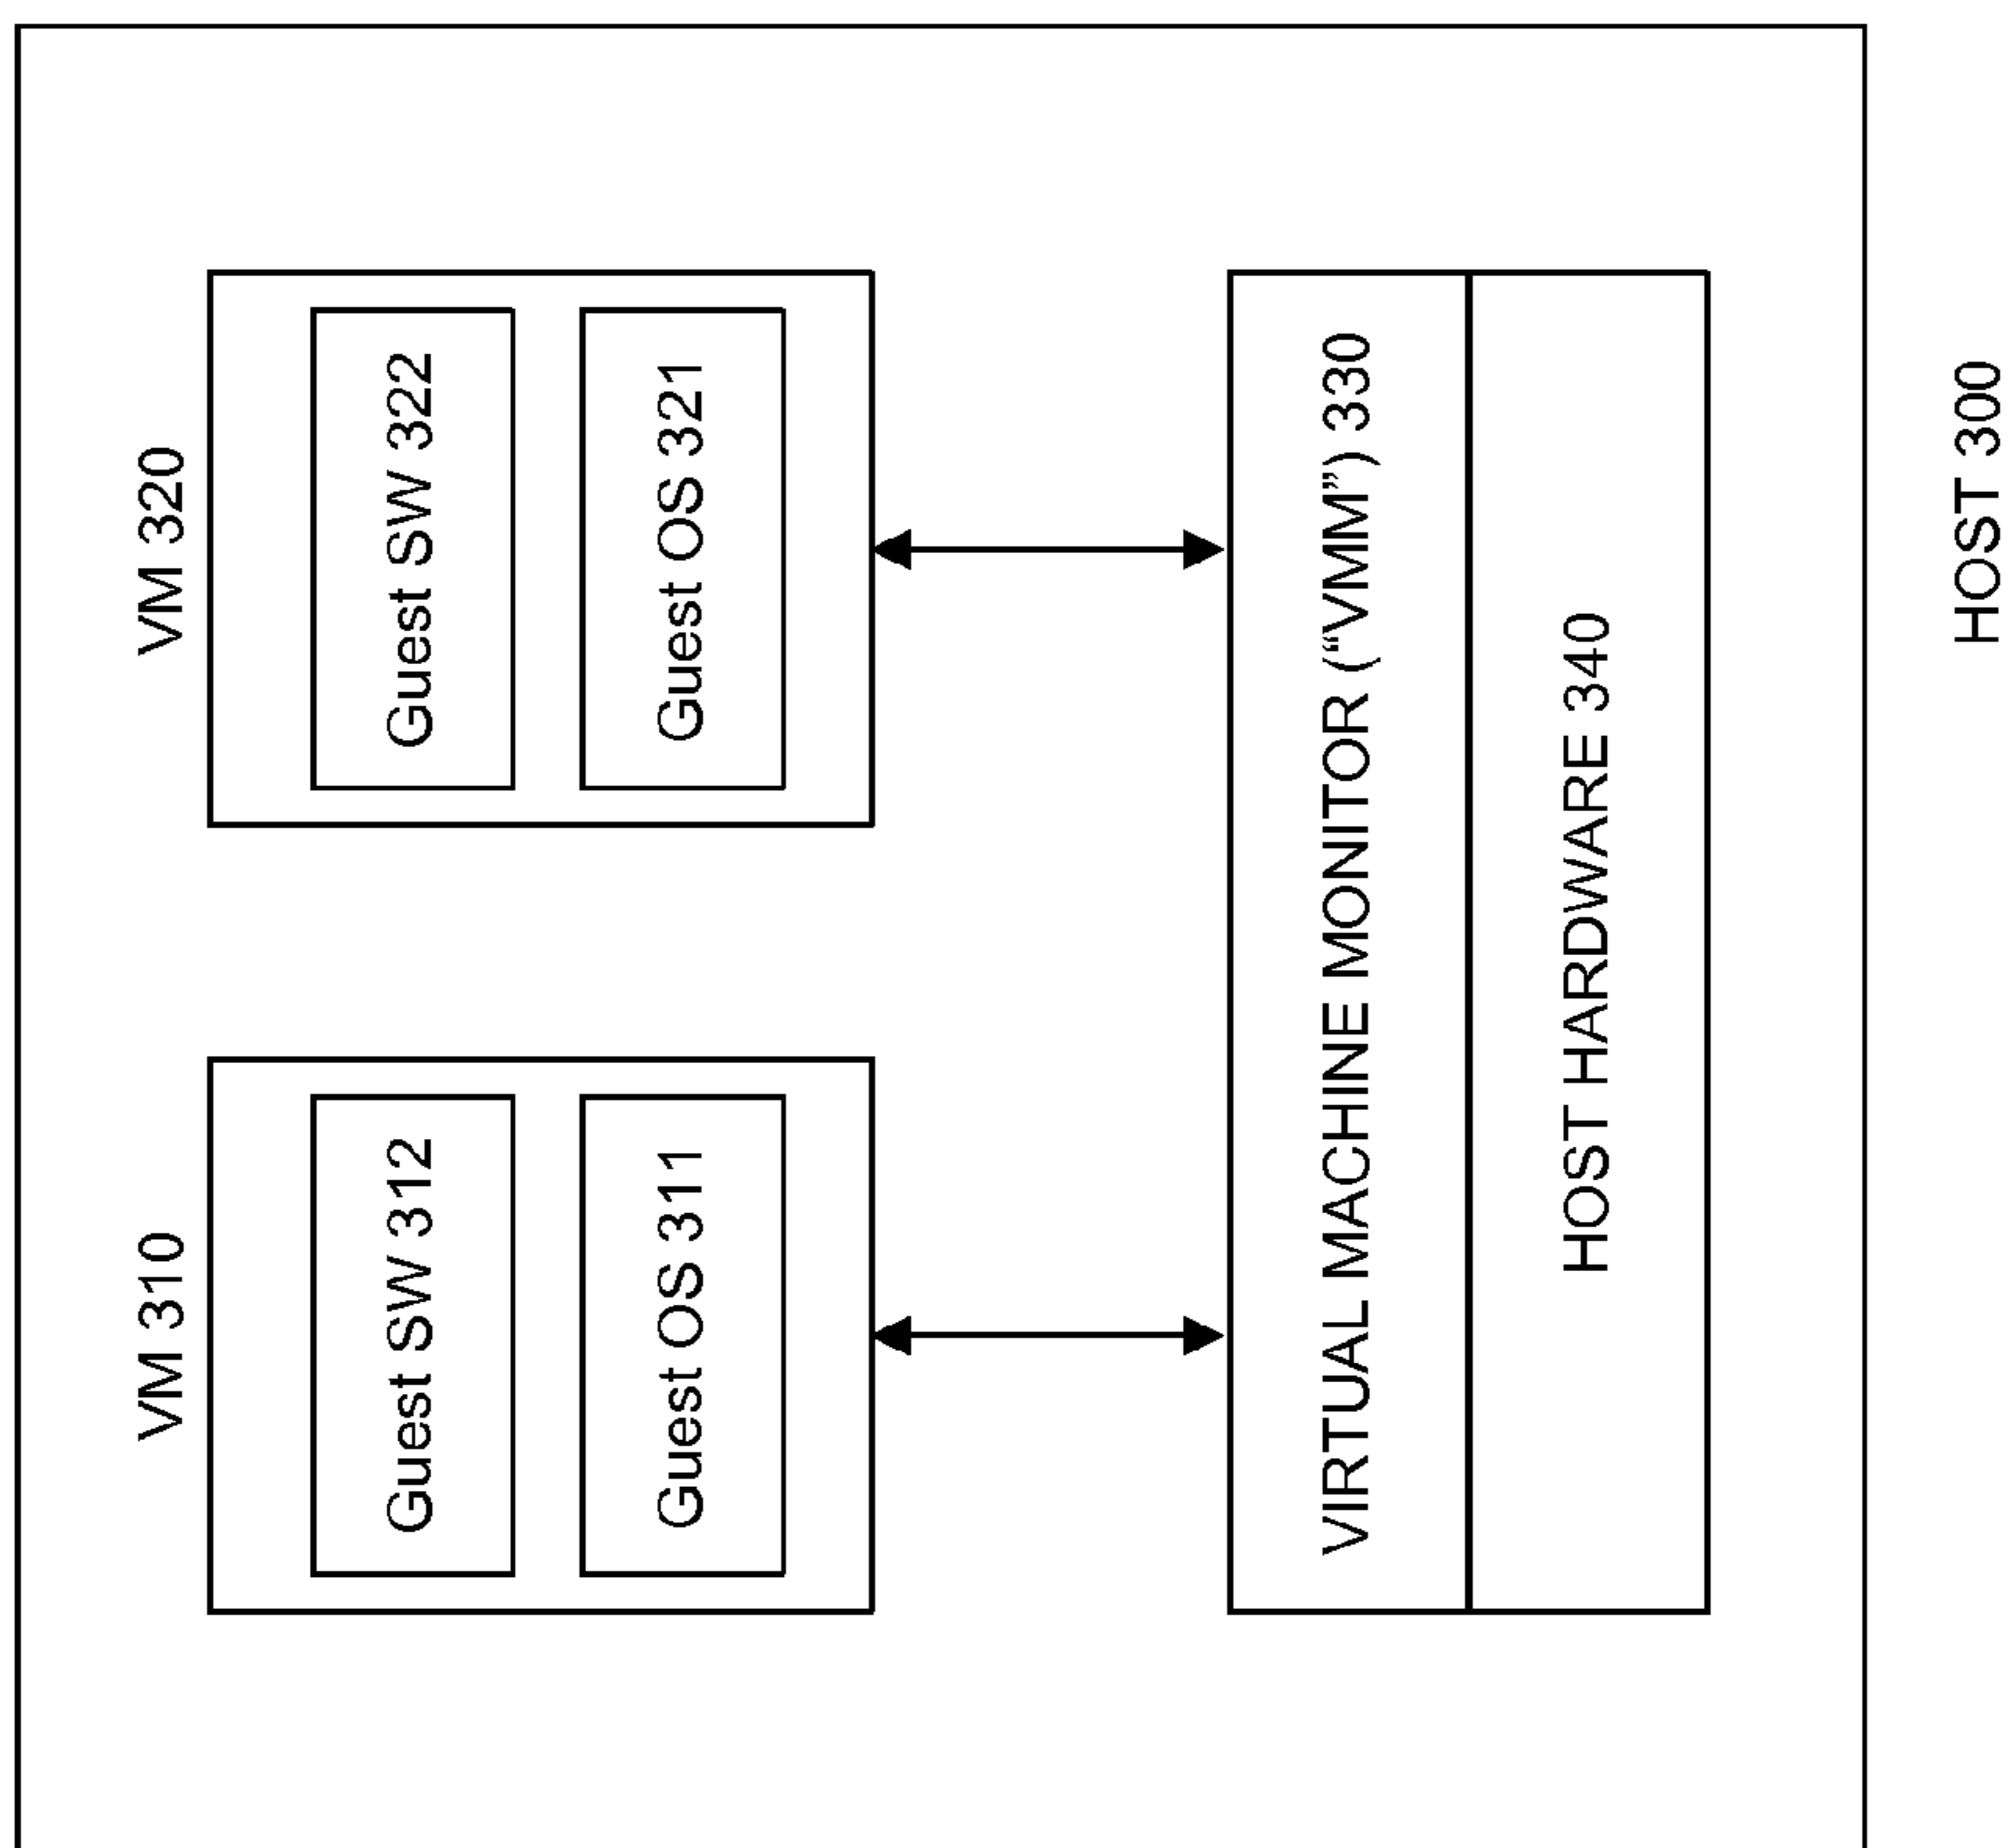 VM 310
VM 320
Guest SW 312
Guest SW 322
Guest OS 311
Guest OS 321
VIRTUAL MACHINE MONITOR (“VMM”) 330
HOST HARDWARE 340
HOST 300